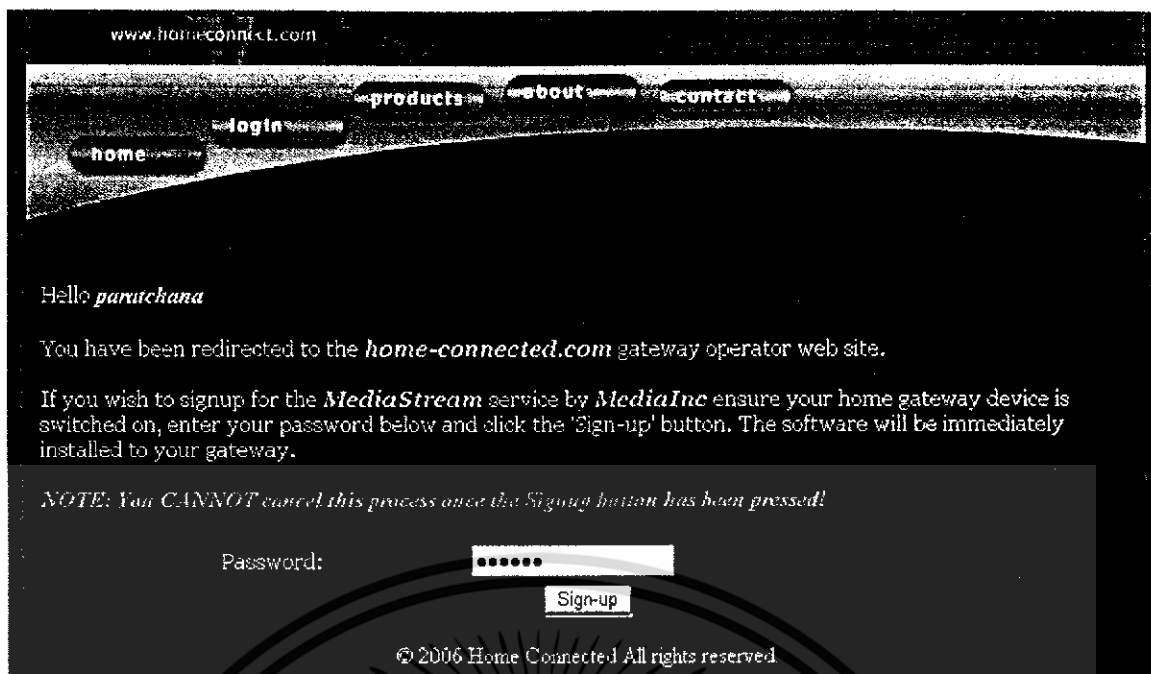 www.homeconnect.com
products
about
contact
login
home
Hello paratchana
You have been redirected to the home-connected.com gateway operator web site.
If you wish to signup for the MediaStream service by MediaInc ensure your home gateway device is
switched on, enter your password below and click the 'Sign-up' button. The software will be immediately
installed to your gateway.
NOTE: You CANNOT cancel this process once the Signup button has been pressed!
Password:
Sign-up
© 2006 Home Connected All rights reserved.